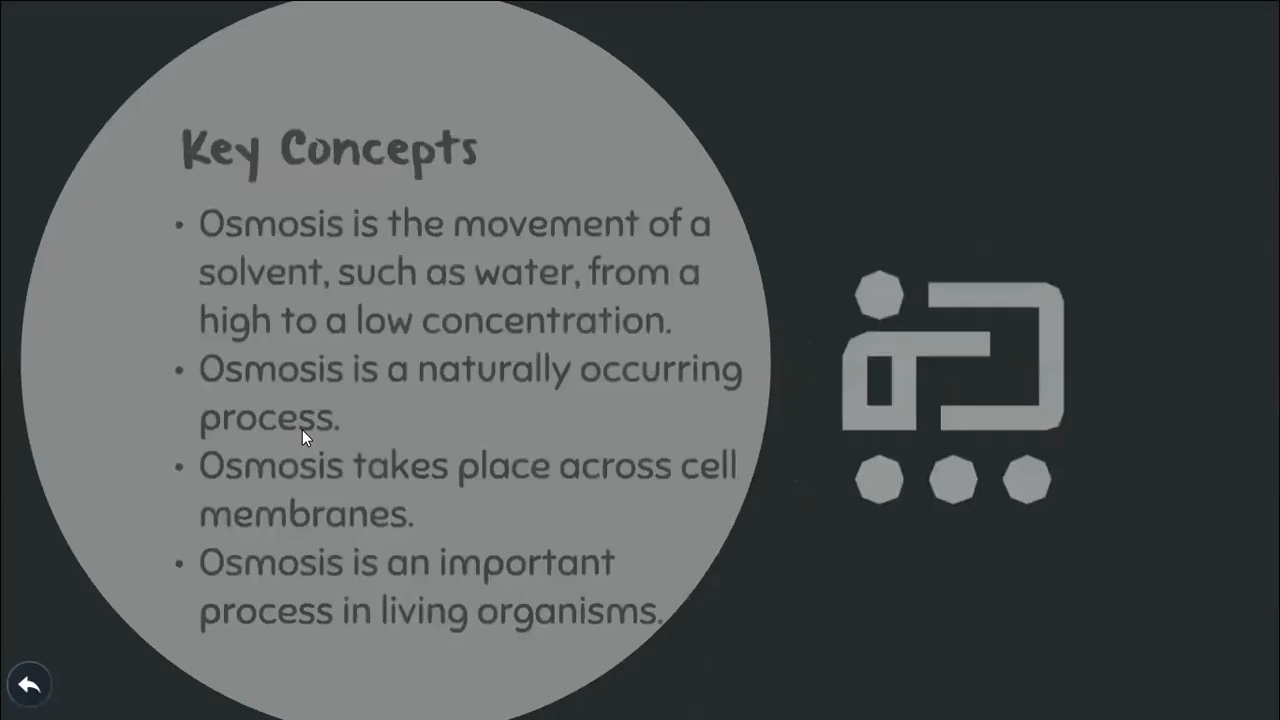 Key Concepts
• Osmosis is the movement of a
solvent, such as water, from a
high to a low concentration.
• Osmosis is a naturally occurring
process.
• Osmosis takes place across cell
membranes.
• Osmosis is an important
process in living organisms.